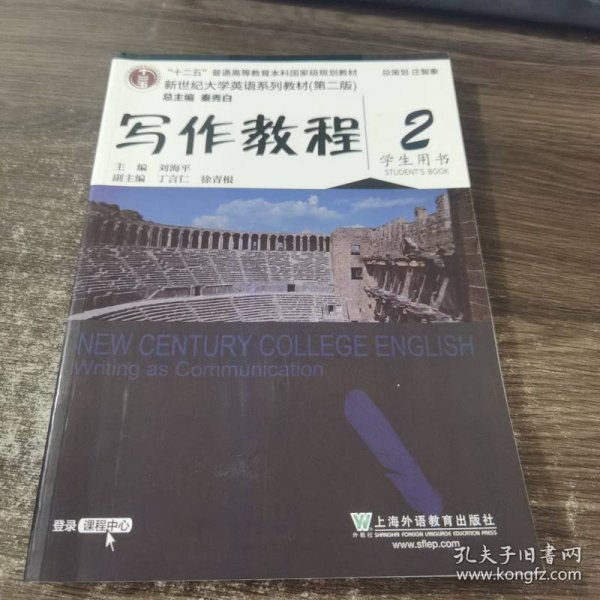 "十二五"普通高等教育本科国家级规划教材
总策划 庄智象
十二五
新世纪大学英语系列教材(第二版)
总主编 秦秀白
写作教程 2
学生用书
STUDENT'S BOOK
主 编 刘海平
副主编 丁言仁 徐青根
NEW CENTURY COLLEGE ENGLISH
Writing as Communication
登录 课程中心
外教社
上海外语教育出版社
SHANGHAI FOREIGN LANGUAGE EDUCATION PRESS
www.sflep.com
孔夫子旧书网
www.kongfz.com